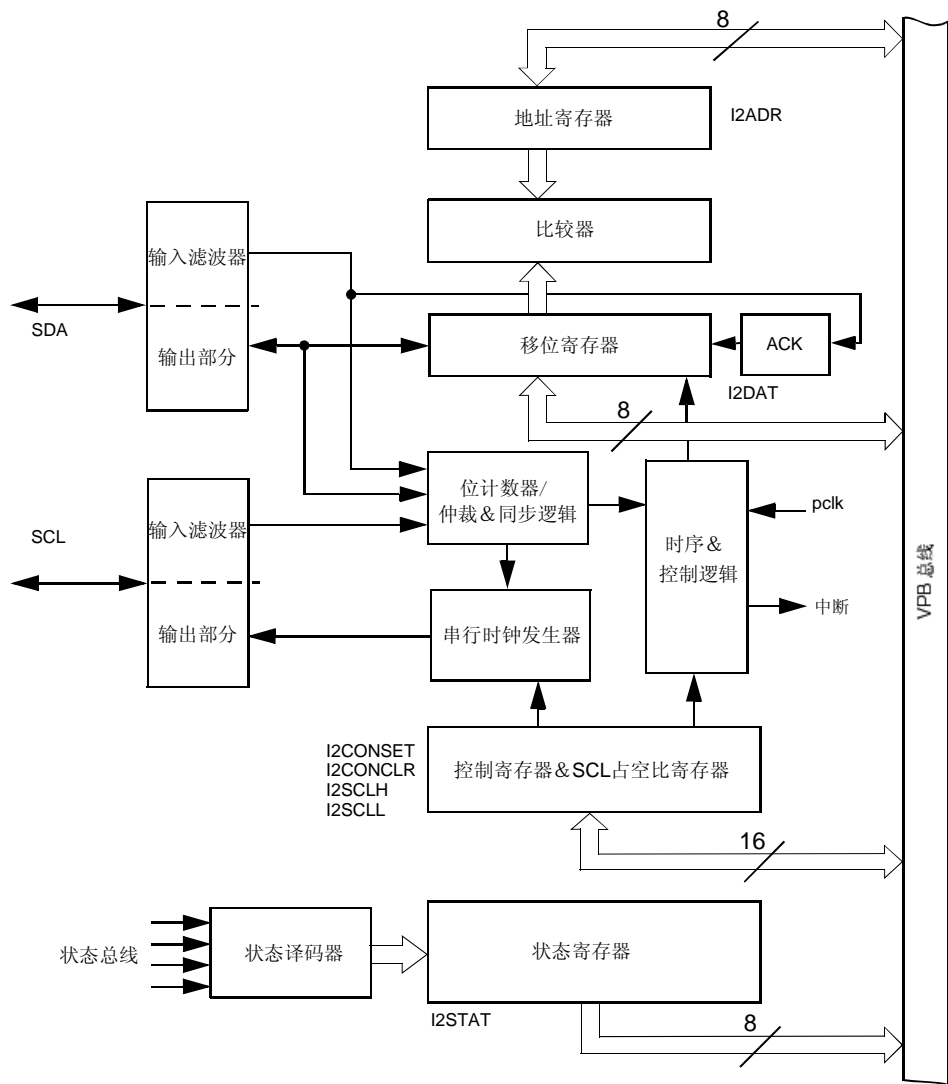 8
地址寄存器
I2ADR
比较器
输入滤波器
SDA
输出部分
移位寄存器
ACK
I2DAT
8
位计数器/
仲裁&同步逻辑
SCL
输入滤波器
输出部分
时序&
控制逻辑
pclk
中断
串行时钟发生器
VPB 总线
I2CONSET
I2CONCLR
I2SCLH
I2SCLL
控制寄存器&SCL占空比寄存器
16
状态总线
状态译码器
状态寄存器
I2STAT
8